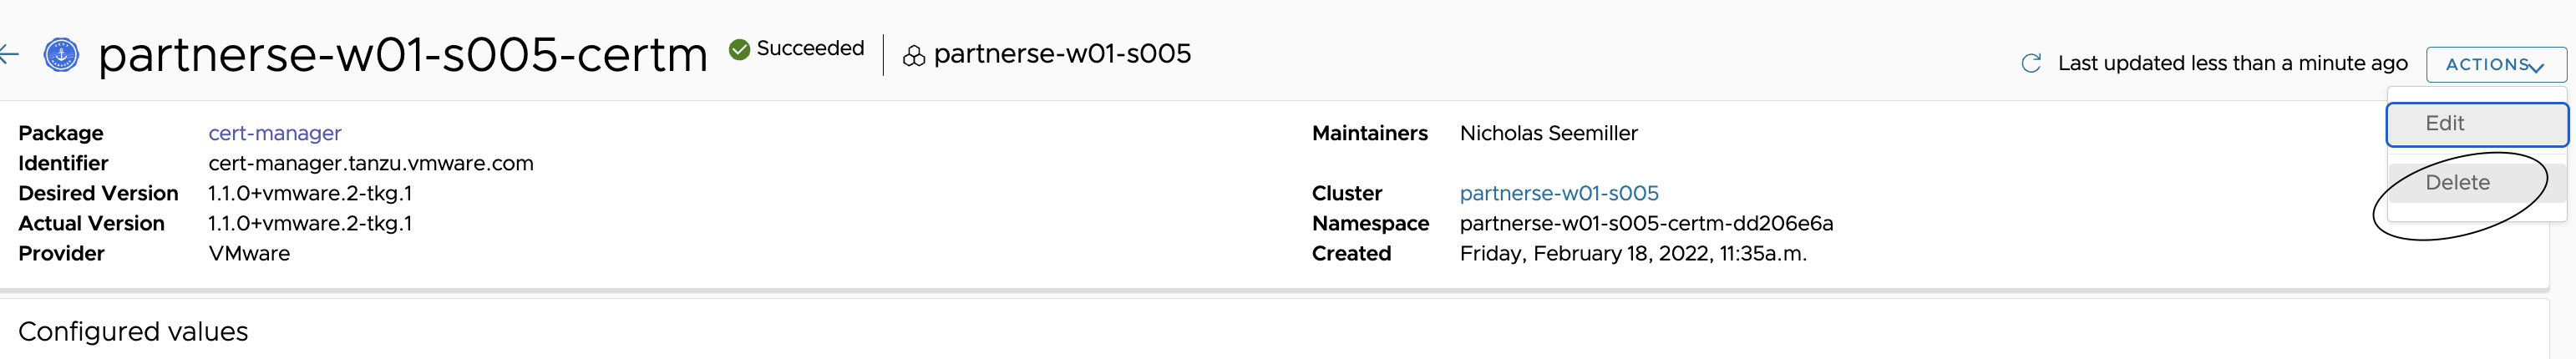 partnerse-w01-s005-certm Succeeded partnerse-w01-s005
Last updated less than a minute ago ACTIONS
Edit
Delete
Package cert-manager
Identifier cert-manager.tanzu.vmware.com
Desired Version 1.1.0+vmware.2-tkg.1
Actual Version 1.1.0+vmware.2-tkg.1
Provider VMware
Maintainers Nicholas Seemiller
Cluster partnerse-w01-s005
Namespace partnerse-w01-s005-certm-dd206e6a
Created Friday, February 18, 2022, 11:35a.m.
Configured values